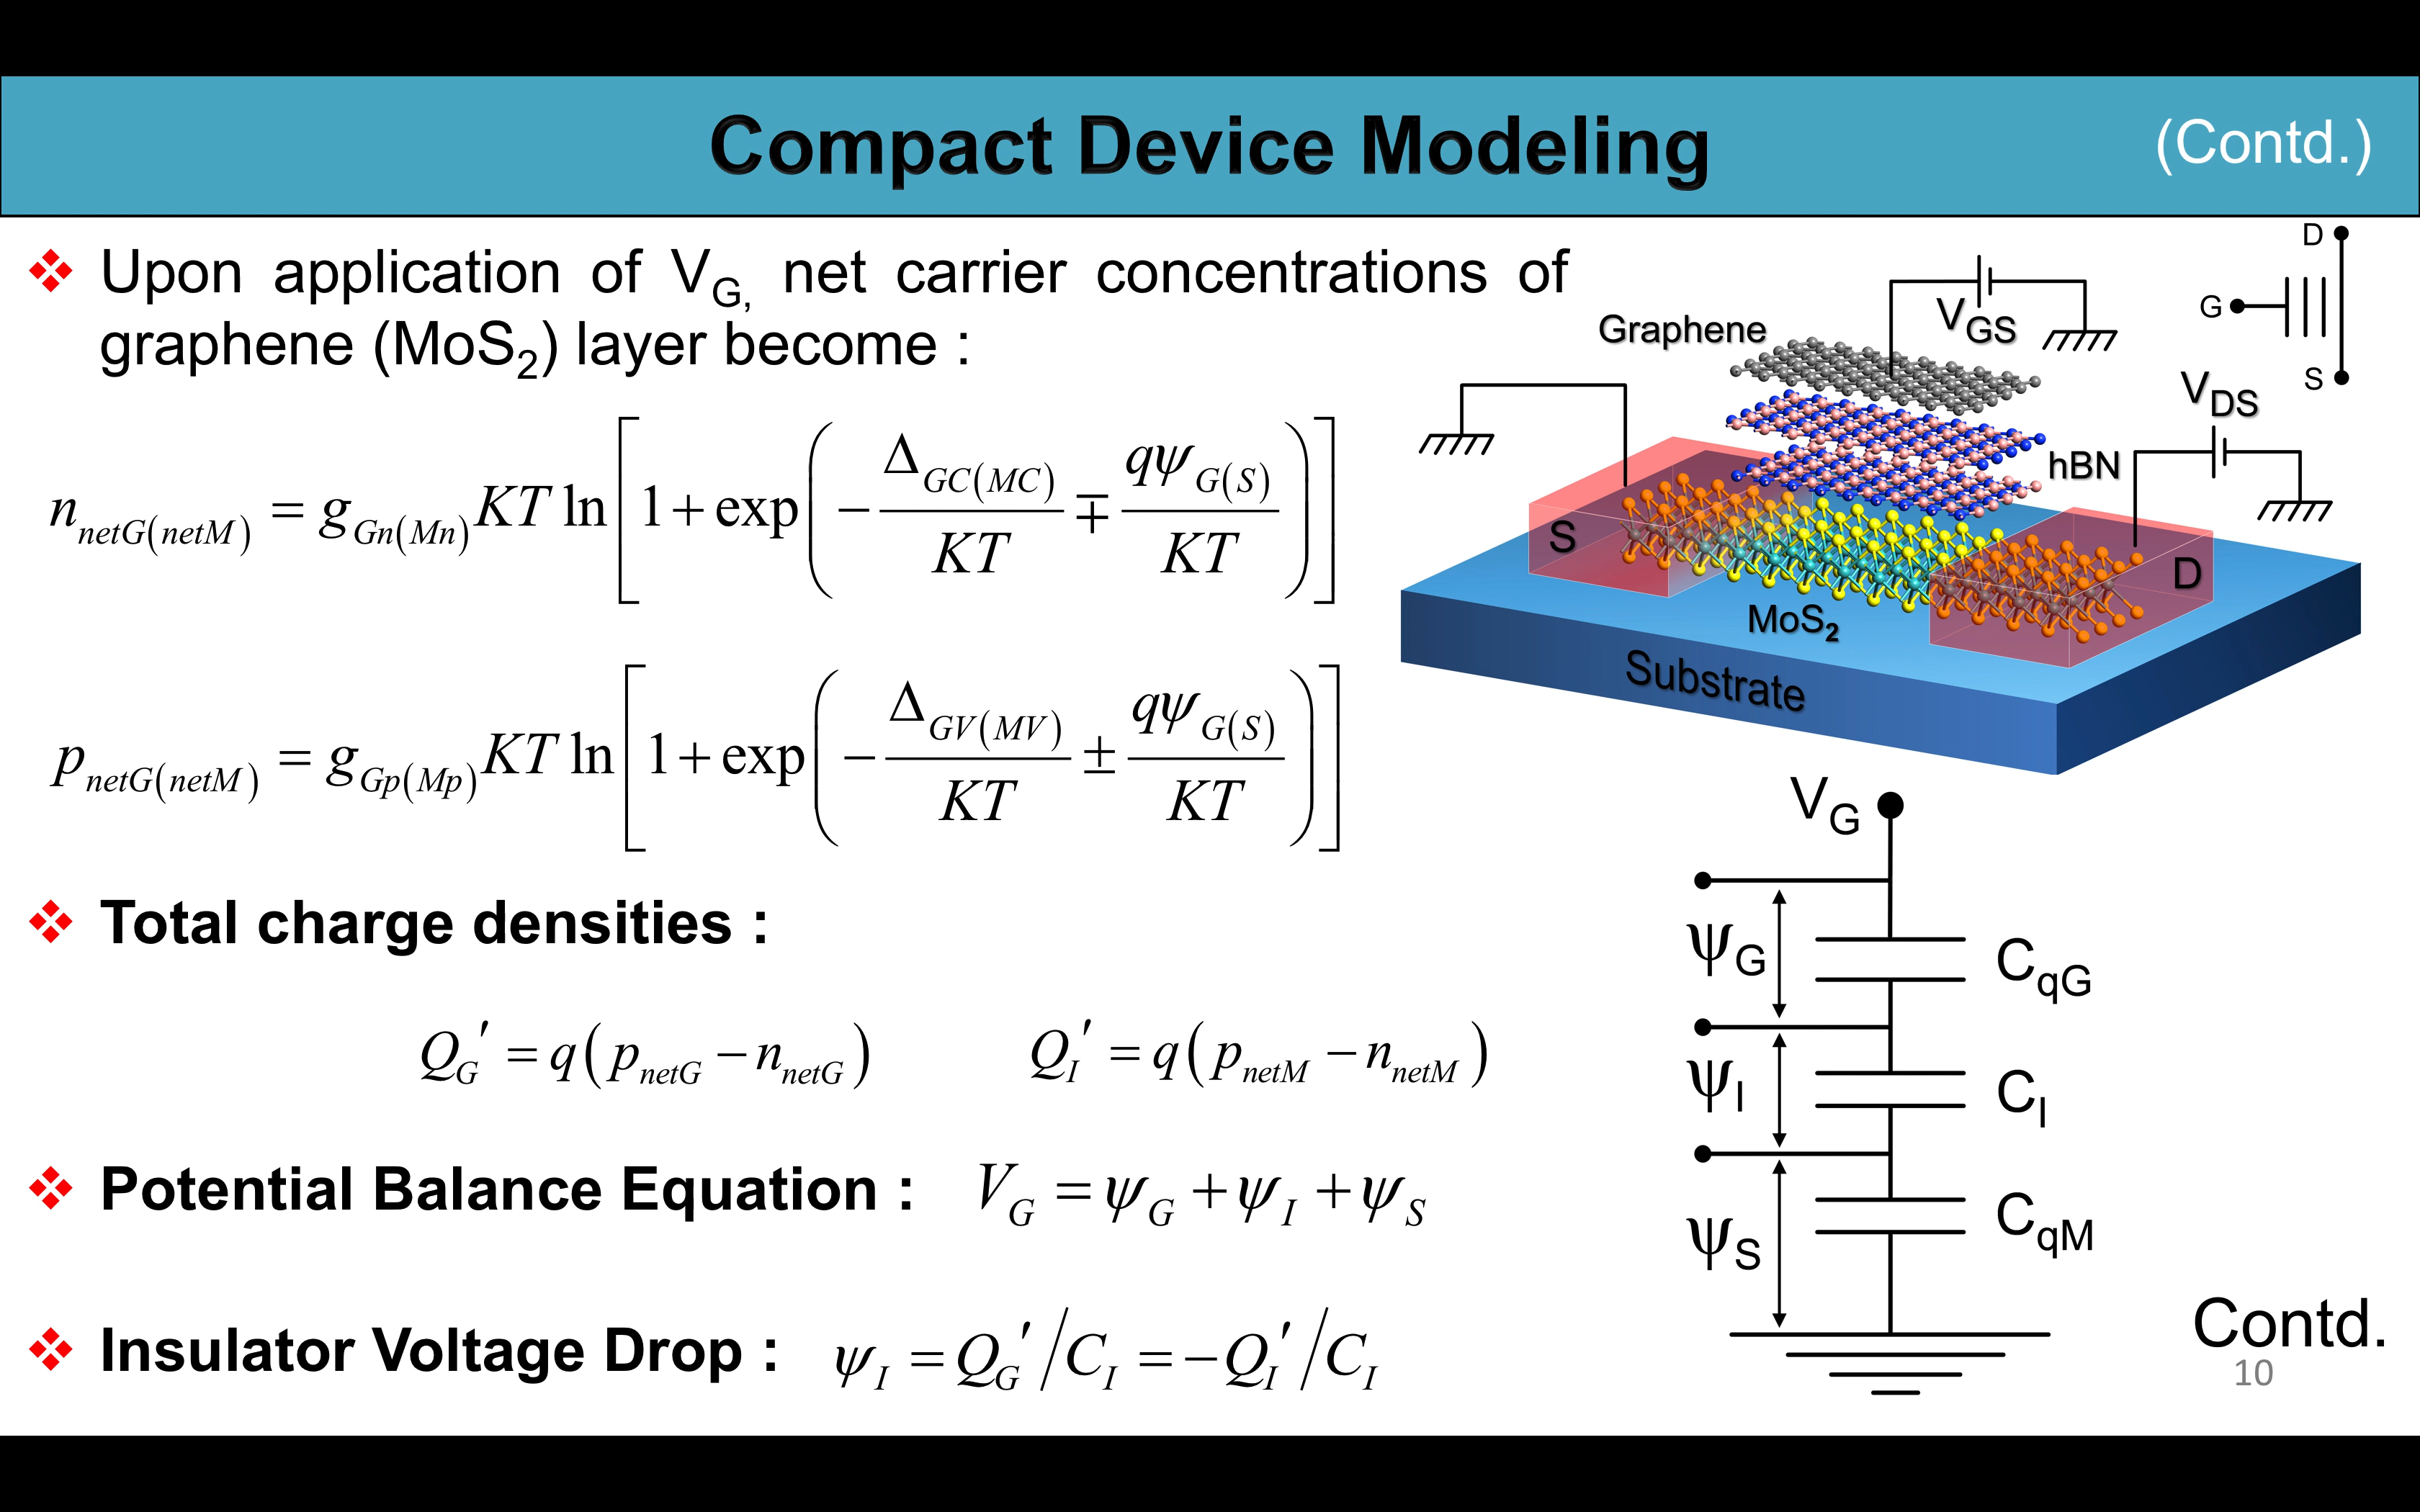 Compact Device Modeling
(Contd.)
❖ Upon application of V_G, net carrier concentrations of
graphene (MoS₂) layer become :
n_netG(netM) = g_Gn(Mn) KT ln[1 + exp(− Δ_GC(MC)/KT ∓ qψ_G(S)/KT)]
p_netG(netM) = g_Gp(Mp) KT ln[1 + exp(− Δ_GV(MV)/KT ± qψ_G(S)/KT)]
❖ Total charge densities :
Q_G′ = q(p_netG − n_netG)
Q_I′ = q(p_netM − n_netM)
❖ Potential Balance Equation : V_G = ψ_G + ψ_I + ψ_S
❖ Insulator Voltage Drop : ψ_I = Q_G′/C_I = −Q_I′/C_I
Graphene
V_GS
D
G
S
V_DS
hBN
S
D
MoS₂
Substrate
V_G
ψ_G
C_qG
ψ_I
C_I
ψ_S
C_qM
Contd.
10